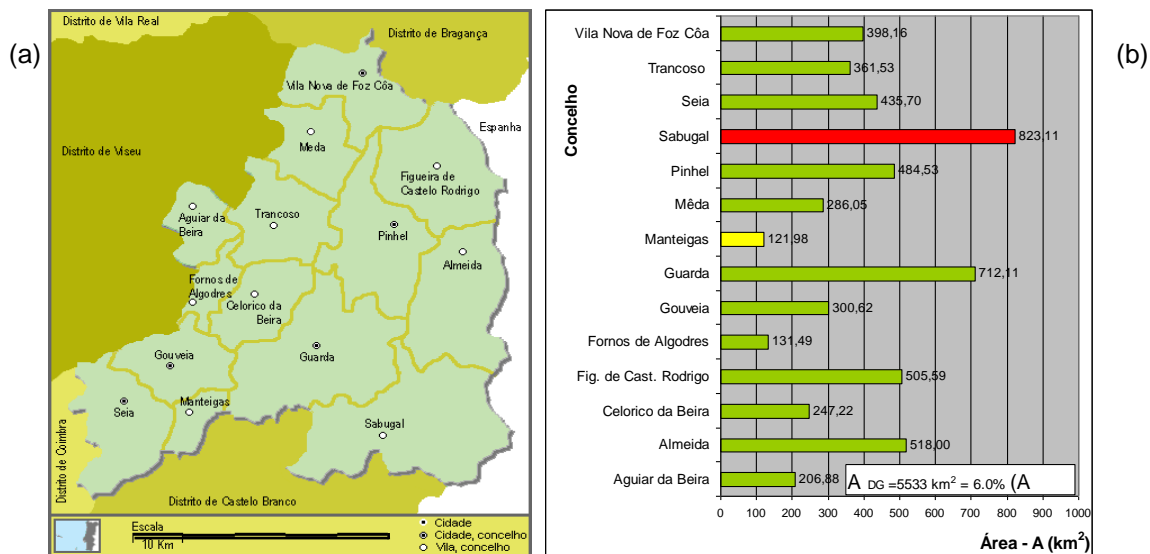 (a)
Distrito de Vila Real
Distrito de Bragança
Vila Nova de Foz Côa
Espanha
Meda
Distrito de Viseu
Figueira de
Castelo Rodrigo
Aguiar da
Beira
Trancoso
Pinhel
Almeida
Fornos de
Algodres
Celorico da
Beira
Gouveia
Guarda
Seia
Manteigas
Sabugal
Distrito de Coimbra
Distrito de Castelo Branco
Escala
10 Km
Cidade
Cidade, concelho
Vila, concelho
(b)
Concelho
Vila Nova de Foz Côa 398,16
Trancoso 361,53
Seia 435,70
Sabugal 823,11
Pinhel 484,53
Mêda 286,05
Manteigas 121,98
Guarda 712,11
Gouveia 300,62
Fornos de Algodres 131,49
Fig. de Cast. Rodrigo 505,59
Celorico da Beira 247,22
Almeida 518,00
Aguiar da Beira 206,88
A DG =5533 km² = 6.0% (A
0 100 200 300 400 500 600 700 800 900 1000
Área - A (km²)